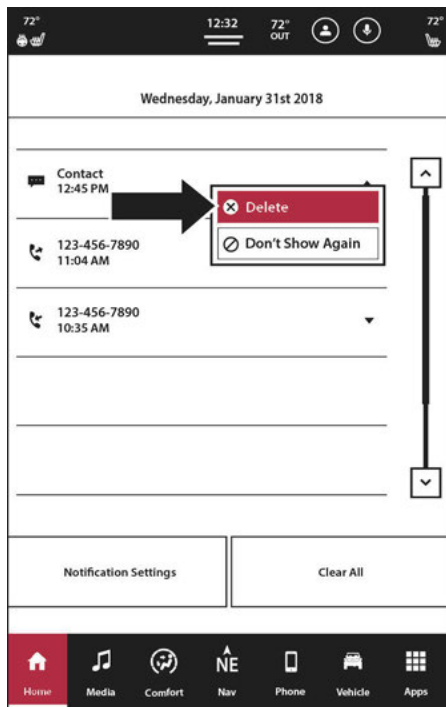 72° 12:32 72° 72°
OUT
Wednesday, January 31st 2018
Contact
12:45 PM
Delete
Don't Show Again
123-456-7890
11:04 AM
123-456-7890
10:35 AM
Notification Settings Clear All
NE
Home Media Comfort Nav Phone Vehicle Apps